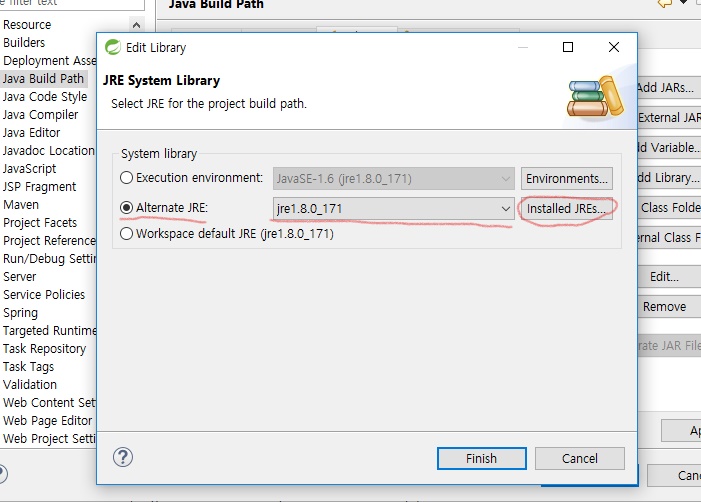 e filter text
Java Build Path
Resource
Builders
Deployment Asse
Java Build Path
Java Code Style
Java Compiler
Java Editor
Javadoc Location
JavaScript
JSP Fragment
Maven
Project Facets
Project Reference
Run/Debug Settin
Server
Service Policies
Spring
Targeted Runtime
Task Repository
Task Tags
Validation
Web Content Set
Web Page Editor
Web Project Setti
Edit Library
JRE System Library
Select JRE for the project build path.
System library
Execution environment: JavaSE-1.6 (jre1.8.0_171) Environments...
Alternate JRE: jre1.8.0_171 Installed JREs...
Workspace default JRE (jre1.8.0_171)
Finish Cancel
Add JARs...
External JAR
dd Variable...
dd Library...
Class Folde
ernal Class F
Edit...
Remove
rate JAR File
Ap
Canc